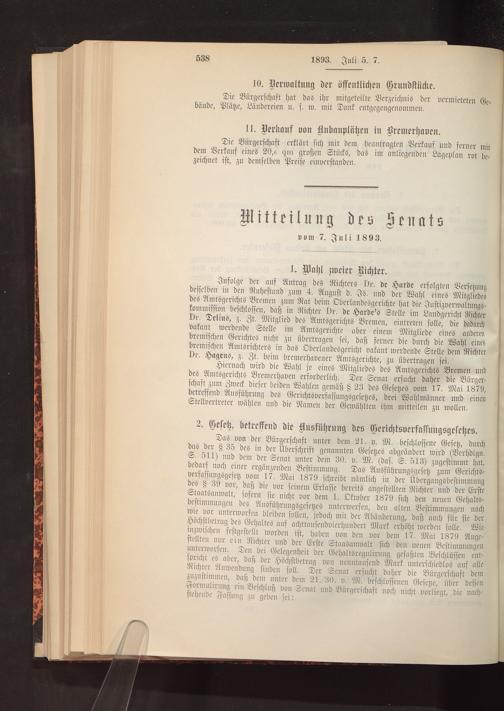 538
1893. Juli 5. 7.
10. Verwaltung der öffentlichen Grundstücke.
Die Bürgerschaft hat das ihr mitgeteilte Verzeichnis der vermieteten Ge-
bäude, Plätze, Ländereien u. s. w. mit Dank entgegengenommen.
11. Verkauf von Anbauplätzen in Bremerhaven.
Die Bürgerschaft erklärt sich mit dem beantragten Verkauf und ferner mit
dem Verkauf eines 20,₀ qm großen Stücks, das im anliegenden Lageplan rot be-
zeichnet ist, zu demselben Preise einverstanden.
Mitteilung des Senats
vom 7. Juli 1893.
1. Wahl zweier Richter.
Infolge der auf Antrag des Richters Dr. de Harde erfolgten Versetzung
desselben in den Ruhestand zum 4. August d. Js. und der Wahl eines Mitgliedes
des Amtsgerichts Bremen zum Rat beim Oberlandesgerichte hat die Justizverwaltungs-
kommission beschlossen, daß in Richter Dr. de Harde's Stelle im Landgericht Richter
Dr. Delius, z. Zt. Mitglied des Amtsgerichts Bremen, eintreten solle, die dadurch
vakant werdende Stelle im Amtsgerichte aber einem Mitgliede eines anderen
bremischen Gerichts nicht zu übertragen sei, daß ferner die durch die Wahl eines
bremischen Amtsrichters in das Oberlandesgericht vakant werdende Stelle dem Richter
Dr. Hagens, z. Zt. beim bremerhavener Amtsgerichte, zu übertragen sei.
Hiernach wird die Wahl je eines Mitgliedes des Amtsgerichts Bremen und
des Amtsgerichts Bremerhaven erforderlich. Der Senat ersucht daher die Bürger-
schaft zum Zweck dieser beiden Wahlen gemäß § 23 des Gesetzes vom 17. Mai 1879,
betreffend Ausführung des Gerichtsverfassungsgesetzes, drei Wahlmänner und einen
Stellvertreter wählen und die Namen der Gewählten ihm mitteilen zu wollen.
2. Gesetz, betreffend die Ausführung des Gerichtsverfassungsgesetzes.
Das von der Bürgerschaft unter dem 21. v. M. beschlossene Gesetz, durch
das der § 35 des in der Überschrift genannten Gesetzes abgeändert wird (Verhdlgn.
S. 511) und dem der Senat unter dem 30. v. M. (das. S. 513) zugestimmt hat,
bedarf noch einer ergänzenden Bestimmung. Das Ausführungsgesetz zum Gerichts-
verfassungsgesetz vom 17. Mai 1879 schreibt nämlich in der Übergangsbestimmung
des § 39 vor, daß die vor seinem Erlasse bereits angestellten Richter und der Erste
Staatsanwalt, sofern sie nicht vor dem 1. Oktober 1879 sich den neuen Gehalts-
bestimmungen des Ausführungsgesetzes unterwerfen, den alten Bestimmungen nach
wie vor unterworfen bleiben sollen, jedoch mit der Abänderung, daß auch für sie der
Höchstbetrag des Gehaltes auf achttausendvierhundert Mark erhöht werden solle. Wie
inzwischen festgestellt worden ist, haben von den vor dem 17. Mai 1879 Ange-
stellten nur ein Richter und der Erste Staatsanwalt sich den neuen Bestimmungen
unterworfen. Den bei Gelegenheit der Gehaltsregulirung gefaßten Beschlüssen ent-
spricht es aber, daß der Höchstbetrag von neuntausend Mark unterschiedlos auf alle
Richter Anwendung finden soll. Der Senat ersucht daher die Bürgerschaft dem
zuzustimmen, daß dem unter dem 21. 30. v. M. beschlossenen Gesetze, über dessen
Formulirung ein Beschluß von Senat und Bürgerschaft noch nicht vorliegt, die nach-
stehende Fassung zu geben sei: